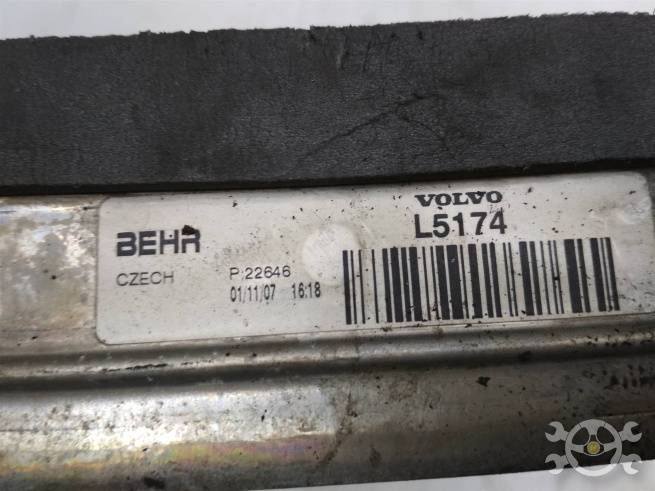 VOLVO
L5174
BEHR
CZECH P.22646
01/11/07 16:18